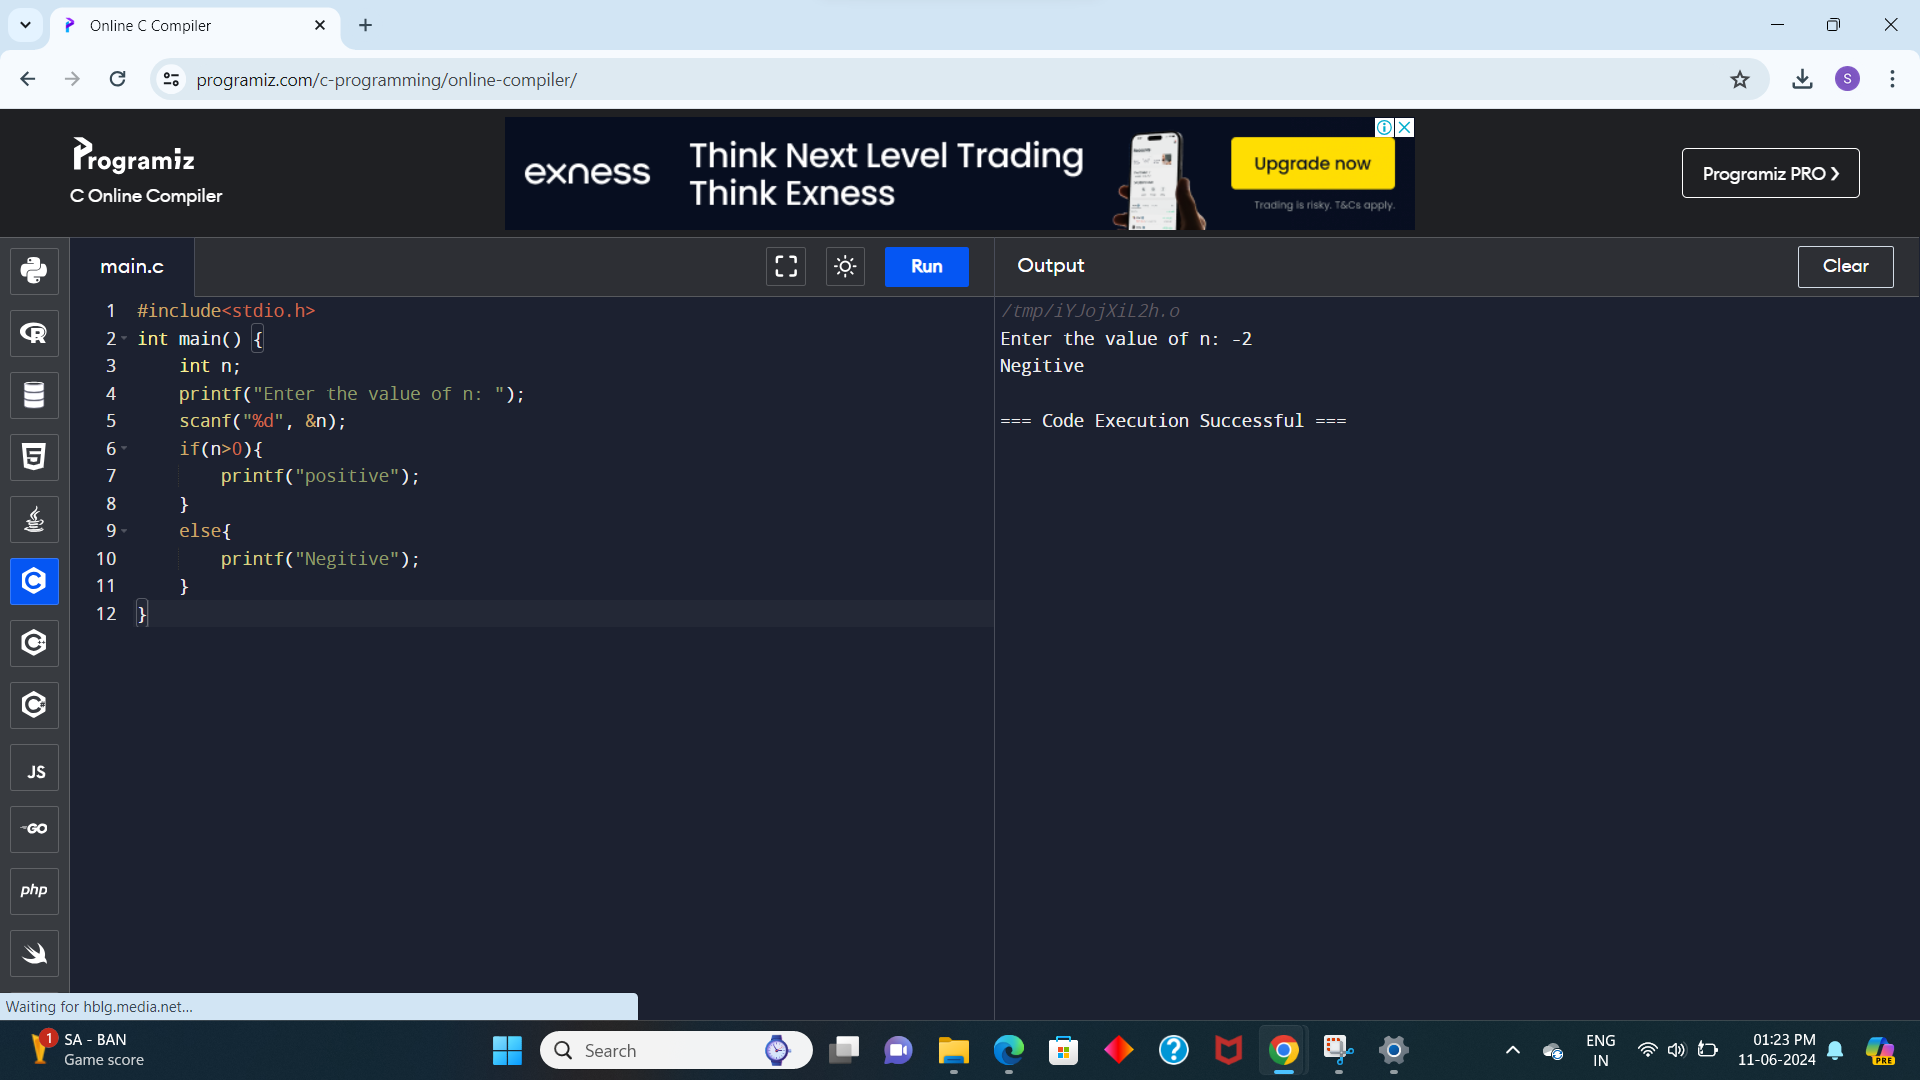 Online C Compiler
programiz.com/c-programming/online-compiler/
S
Programiz
C Online Compiler
exness
Think Next Level Trading
Think Exness
Upgrade now
Trading is risky. T&Cs apply.
Programiz PRO
main.c
Run
Output
Clear
1 #include<stdio.h>
2 int main() {
3     int n;
4     printf("Enter the value of n: ");
5     scanf("%d", &n);
6     if(n>0){
7         printf("positive");
8     }
9     else{
10         printf("Negitive");
11     }
12 }
/tmp/iYJojXiL2h.o
Enter the value of n: -2
Negitive
=== Code Execution Successful ===
JS
GO
php
Waiting for hblg.media.net...
1
SA - BAN
Game score
Search
ENG
IN
01:23 PM
11-06-2024
PRE